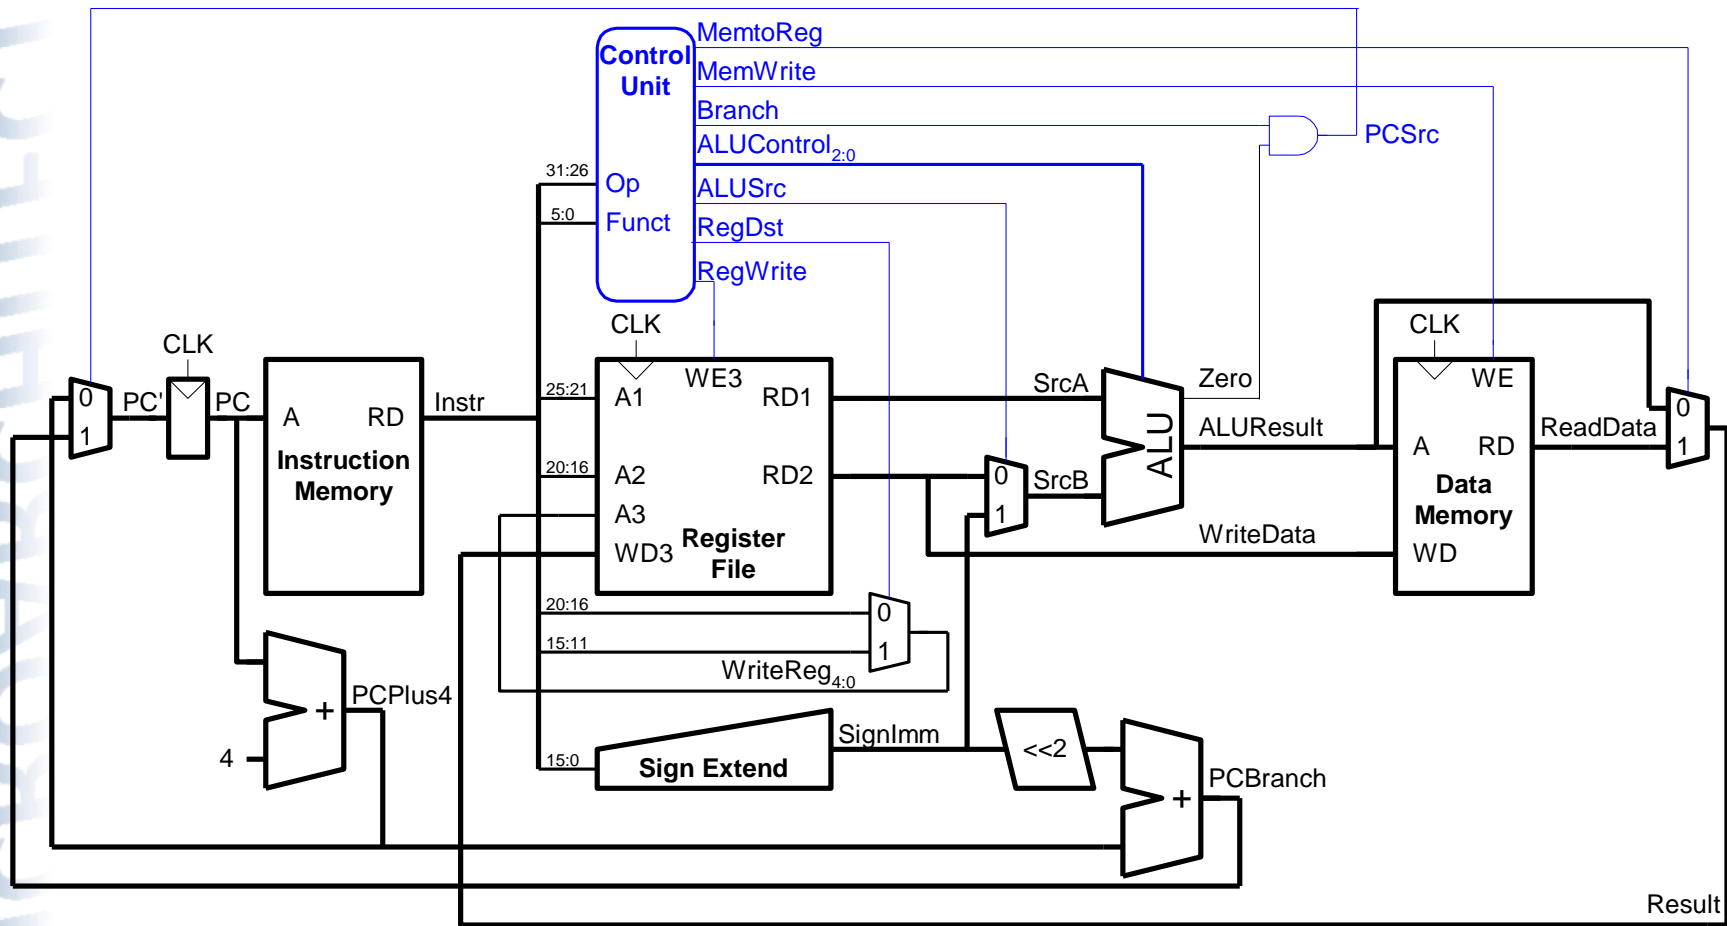 MemtoReg
Control
Unit
MemWrite
Branch
ALUControl2:0
PCSrc
31:26
Op
ALUSrc
5:0
Funct
RegDst
RegWrite
CLK
CLK
CLK
0
1
PC'
PC
A
RD
Instruction
Memory
Instr
25:21
20:16
A1
WE3
RD1
A2
RD2
A3
WD3
Register
File
SrcA
0
1
SrcB
ALU
Zero
ALUResult
WriteData
WE
A
RD
Data
Memory
WD
ReadData
0
1
20:16
15:11
0
1
WriteReg4:0
PCPlus4
+
4
15:0
Sign Extend
SignImm
<<2
+
PCBranch
Result